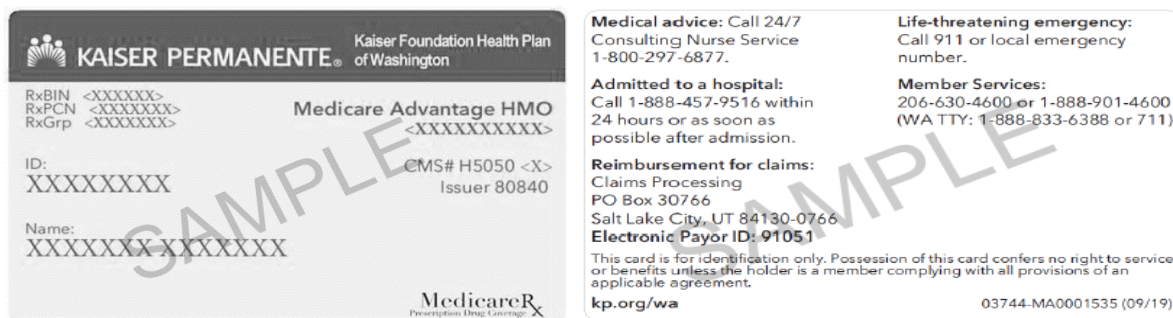 KAISER PERMANENTE®
Kaiser Foundation Health Plan
of Washington
RxBIN <XXXXXX>
RxPCN <XXXXXXX>
RxGrp <XXXXXXX>
Medicare Advantage HMO
<XXXXXXXXXX>
ID:
XXXXXXXX
CMS# H5050 <X>
Issuer 80840
Name:
XXXXXXX XXXXXXX
SAMPLE
MedicareRx
Prescription Drug Coverage
Medical advice: Call 24/7
Consulting Nurse Service
1-800-297-6877.
Admitted to a hospital:
Call 1-888-457-9516 within
24 hours or as soon as
possible after admission.
Reimbursement for claims:
Claims Processing
PO Box 30766
Salt Lake City, UT 84130-0766
Electronic Payor ID: 91051
Life-threatening emergency:
Call 911 or local emergency
number.
Member Services:
206-630-4600 or 1-888-901-4600
(WA TTY: 1-888-833-6388 or 711)
SAMPLE
This card is for identification only. Possession of this card confers no right to service
or benefits unless the holder is a member complying with all provisions of an
applicable agreement.
kp.org/wa
03744-MA0001535 (09/19)